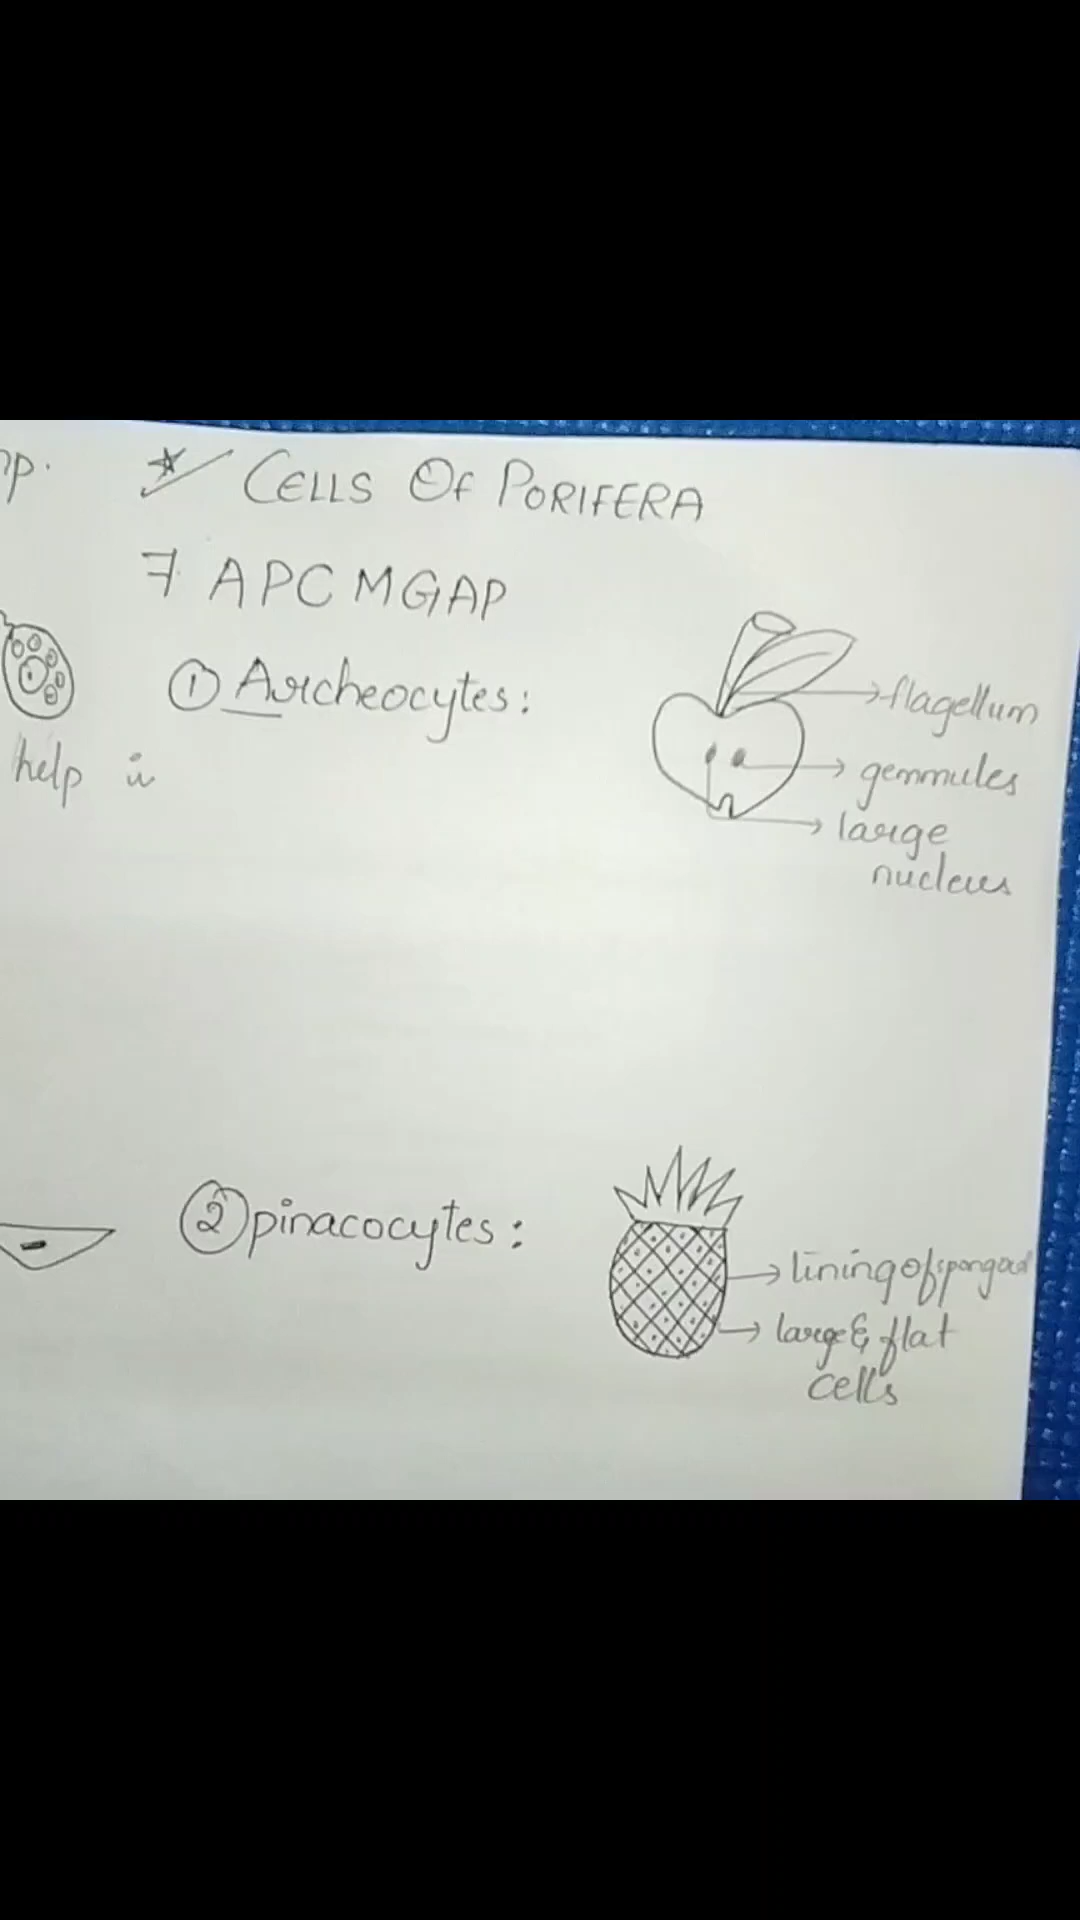 ★ CELLS OF PORIFERA
7 APCMGAP
① Archeocytes:
flagellum
gemmules
large
nucleus
help in
② pinacocytes:
lining of
large & flat
cells